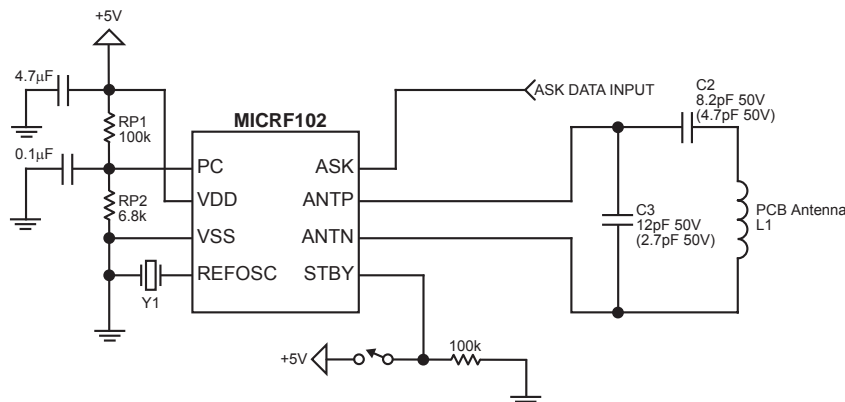 +5V
4.7µF
RP1
100k
0.1µF
RP2
6.8k
MICRF102
PC
VDD
VSS
REFOSC
ASK
ANTP
ANTN
STBY
Y1
ASK DATA INPUT
C2
8.2pF 50V
(4.7pF 50V)
C3
12pF 50V
(2.7pF 50V)
PCB Antenna
L1
+5V
100k